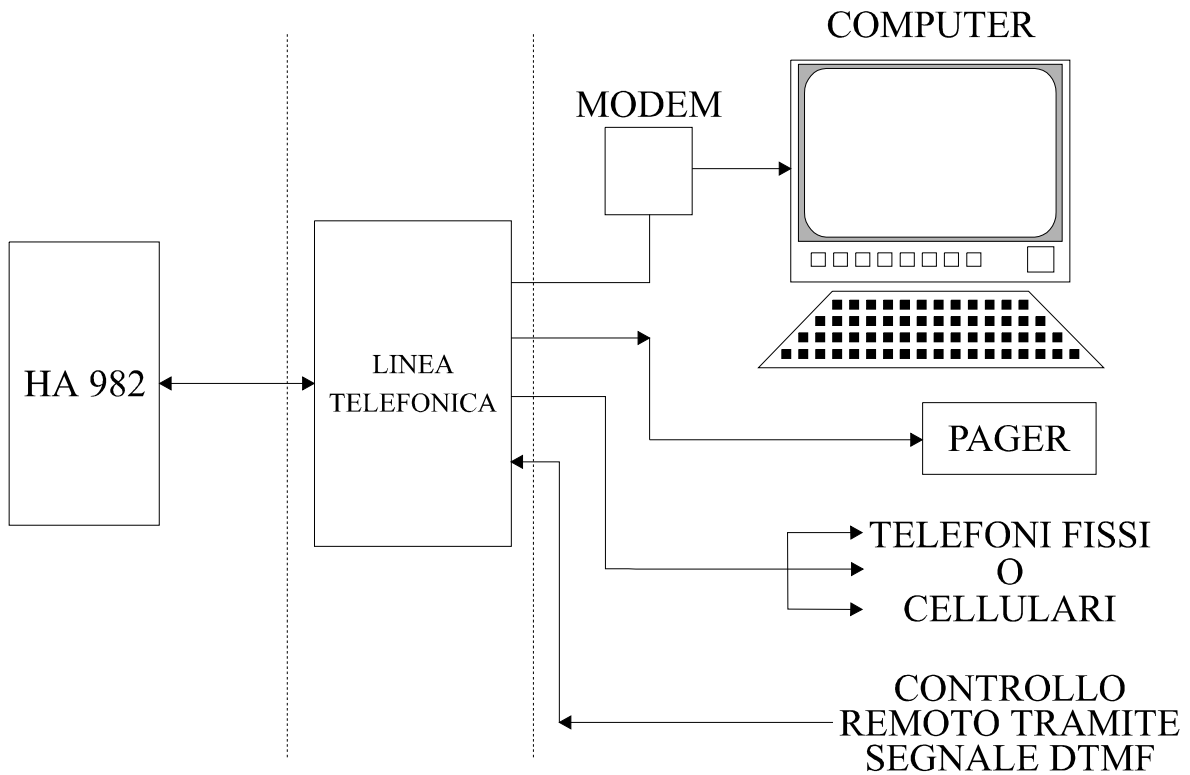 COMPUTER
MODEM
HA 982
LINEA
TELEFONICA
PAGER
TELEFONI FISSI
O
CELLULARI
CONTROLLO
REMOTO TRAMITE
SEGNALE DTMF